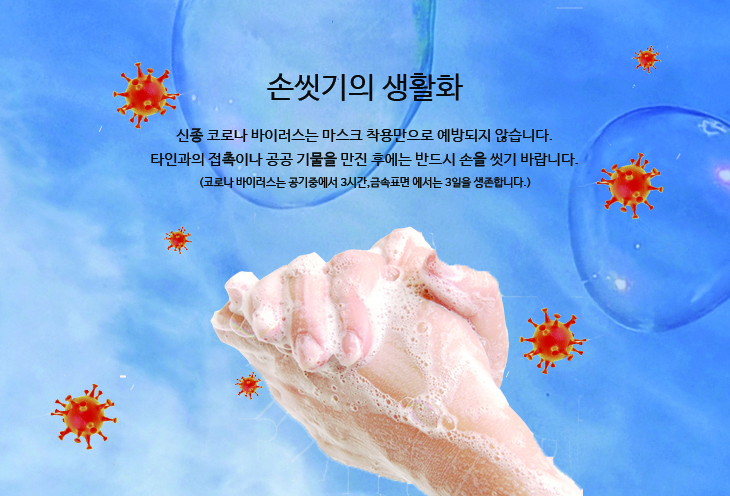 손씻기의 생활화
신종 코로나 바이러스는 마스크 착용만으로 예방되지 않습니다.
타인과의 접촉이나 공공 기물을 만진 후에는 반드시 손을 씻기 바랍니다.
(코로나 바이러스는 공기중에서 3시간,금속표면 에서는 3일을 생존합니다.)